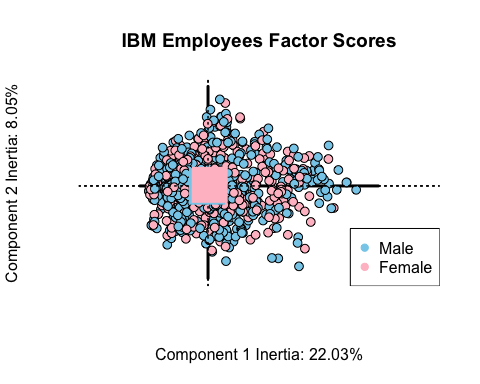 IBM Employees Factor Scores
Component 2 Inertia: 8.05%
Male
Female
Component 1 Inertia: 22.03%